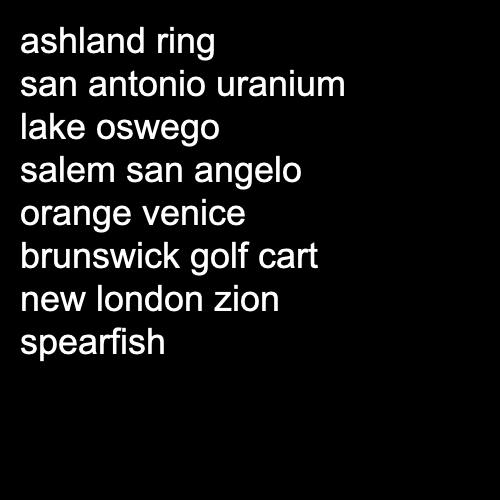 ashland ring
san antonio uranium
lake oswego
salem san angelo
orange venice
brunswick golf cart
new london zion
spearfish